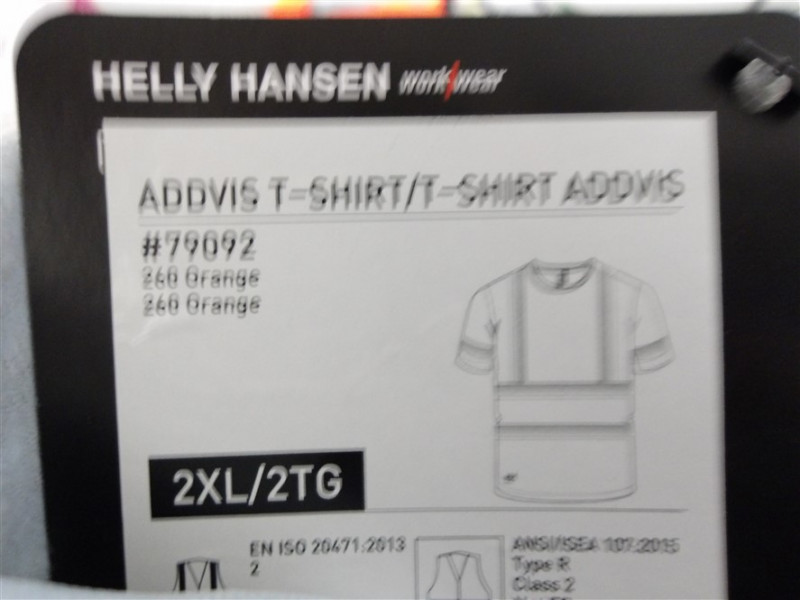 HELLY HANSEN work/wear
ADDVIS T-SHIRT/T-SHIRT ADDVIS
#79092
260 Orange
260 Orange
2XL/2TG
EN ISO 20471:2013
2
ANSI/ISEA 107-2015
Type R
Class 2